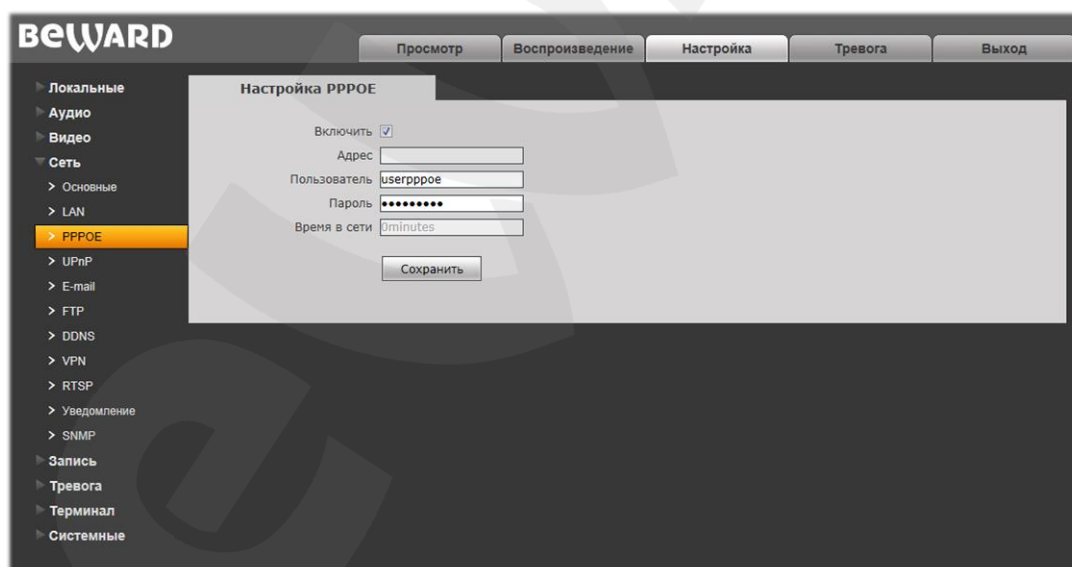 BEWARD
Просмотр Воспроизведение Настройка Тревога Выход
Локальные
Аудио
Видео
Сеть
> Основные
> LAN
> PPPOE
> UPnP
> E-mail
> FTP
> DDNS
> VPN
> RTSP
> Уведомление
> SNMP
Запись
Тревога
Терминал
Системные
Настройка PPPOE
Включить
Адрес
Пользователь userpppoe
Пароль •••••••••
Время в сети 0minutes
Сохранить